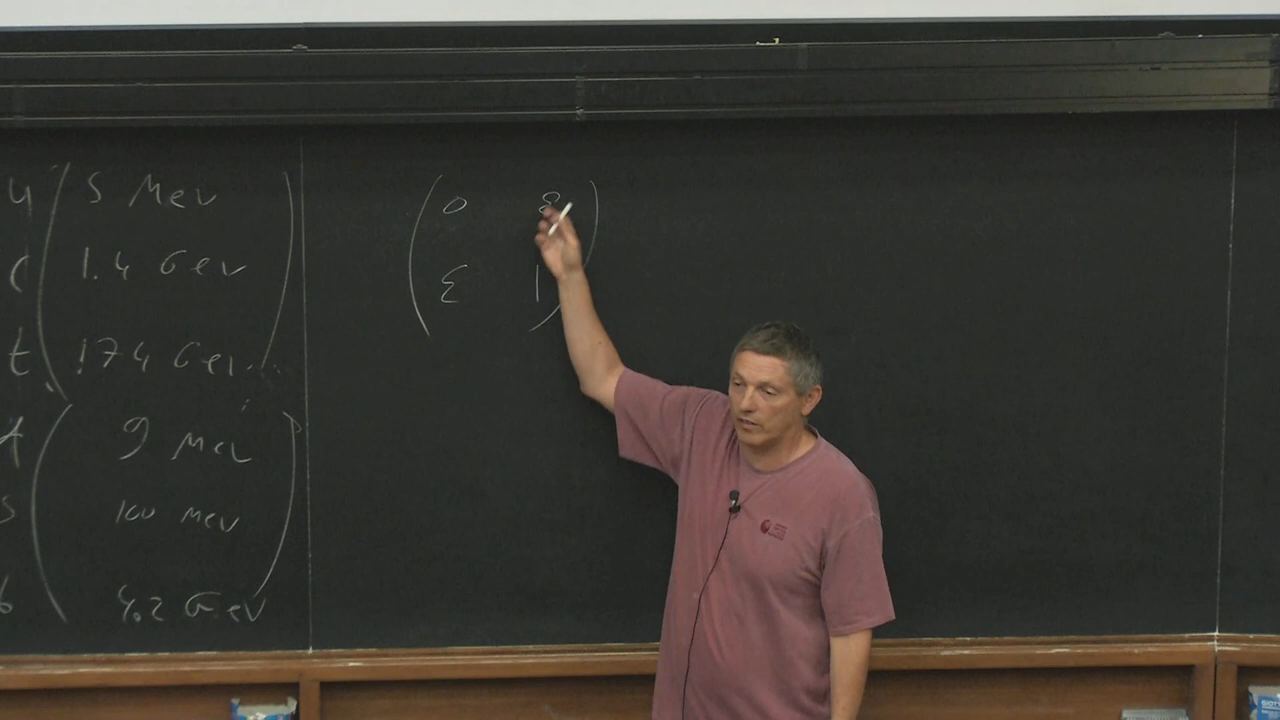 u 5 MeV
c 1.4 GeV
t 174 GeV
d 9 MeV
s 100 MeV
b 4.2 GeV
0 ε
ε 1